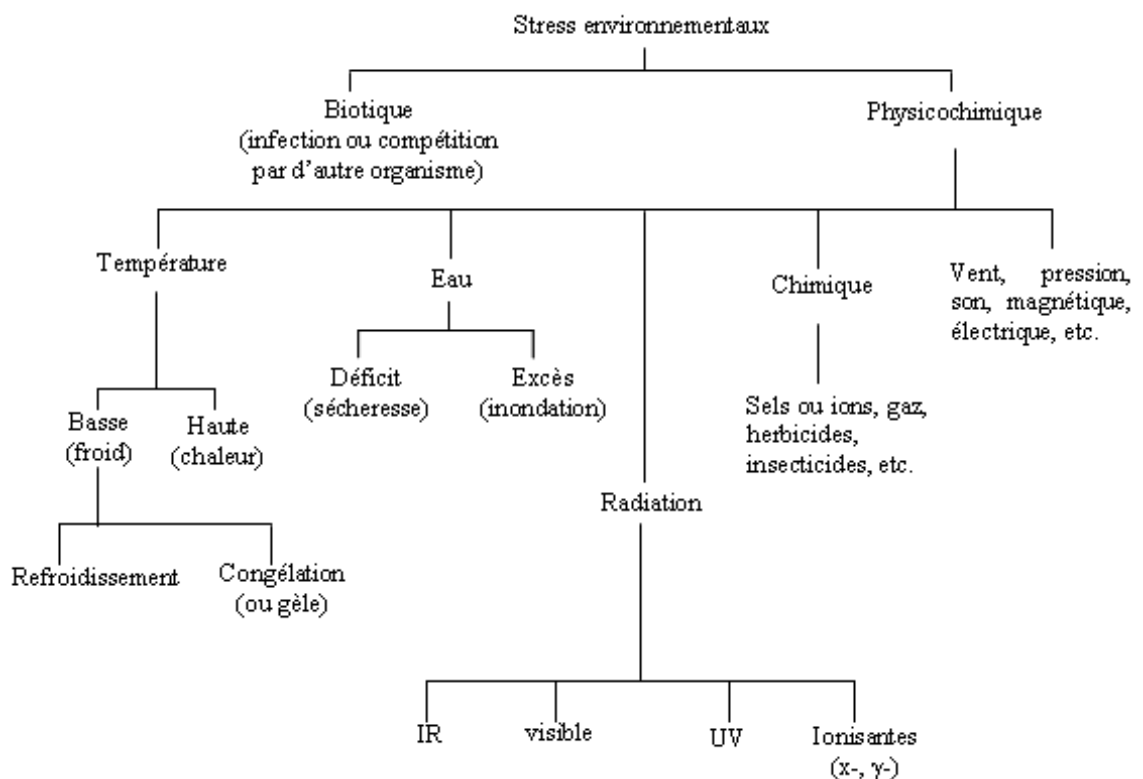 Stress environnementaux
Biotique
(infection ou compétition
par d'autre organisme)
Physicochimique
Température
Eau
Chimique
Vent, pression,
son, magnétique,
électrique, etc.
Déficit
(sécheresse)
Excès
(inondation)
Basse
(froid)
Haute
(chaleur)
Sels ou ions, gaz,
herbicides,
insecticides, etc.
Radiation
Refroidissement
Congélation
(ou gèle)
IR
visible
UV
Ionisantes
(x-, γ-)